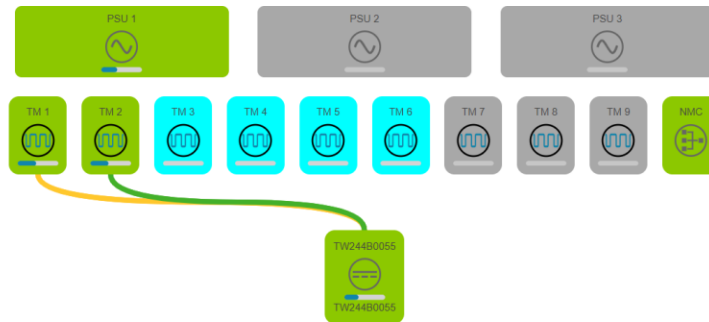 PSU 1
PSU 2
PSU 3
TM 1
TM 2
TM 3
TM 4
TM 5
TM 6
TM 7
TM 8
TM 9
NMC
TW244B0055
TW244B0055